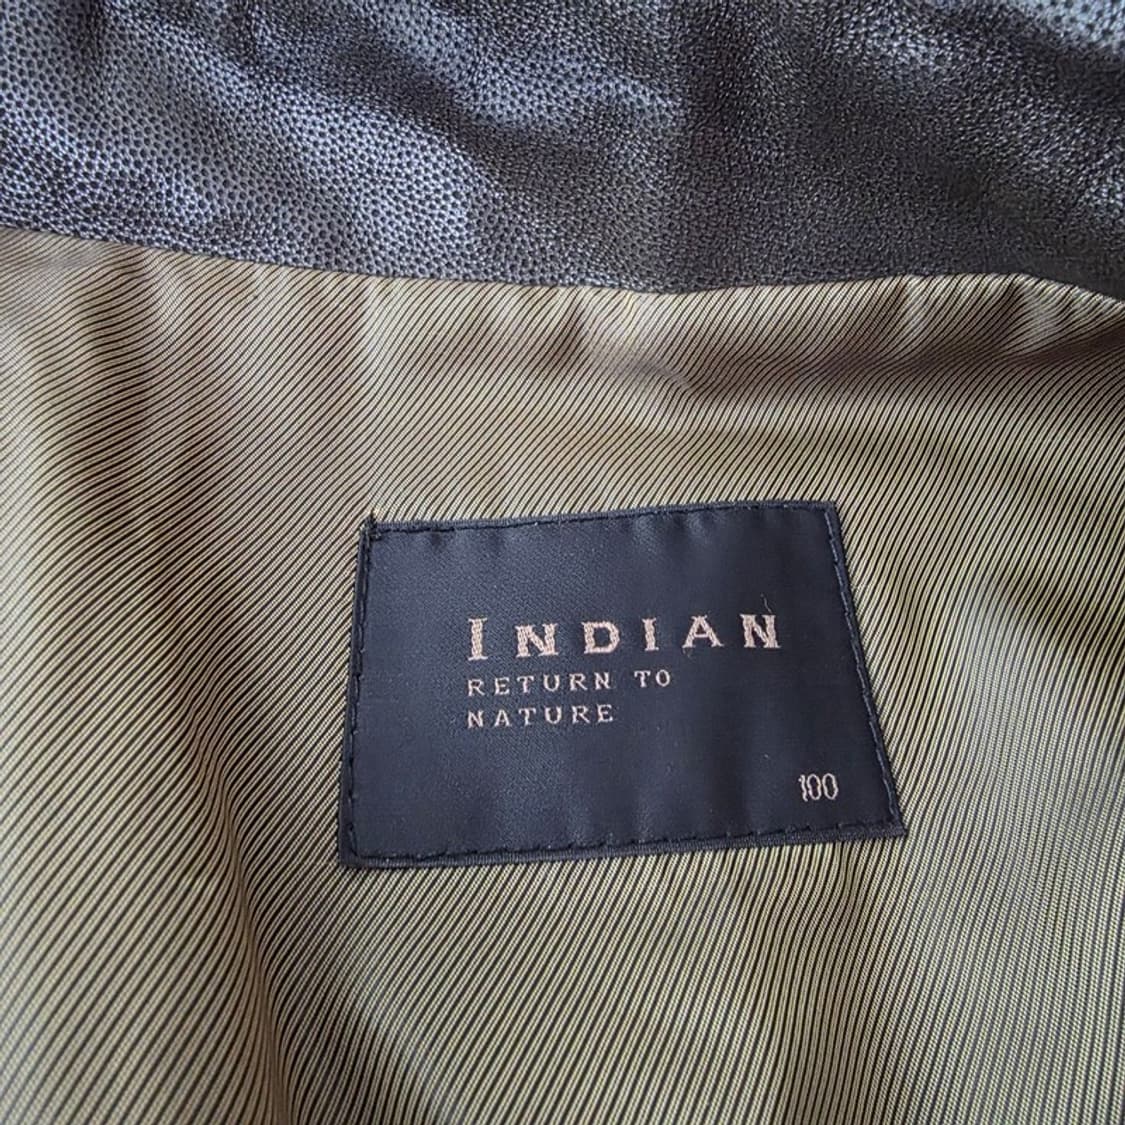 INDIAN
RETURN TO
NATURE
100